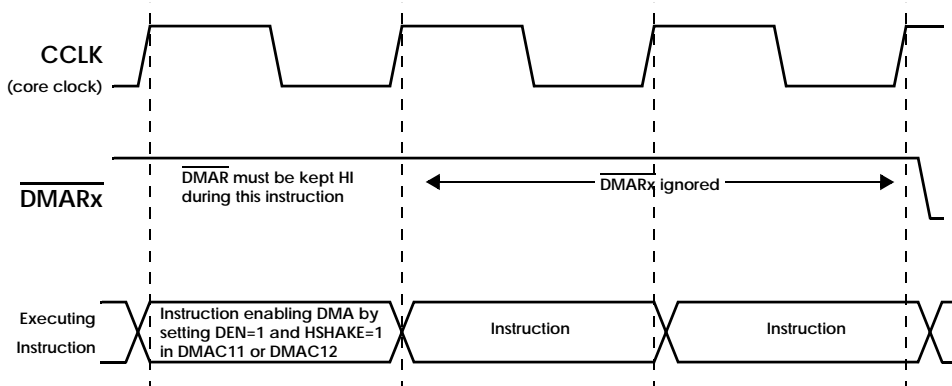 CCLK
(core clock)
DMARx
DMAR must be kept HI
during this instruction
DMARx ignored
Executing
Instruction
Instruction enabling DMA by
setting DEN=1 and HSHAKE=1
in DMAC11 or DMAC12
Instruction
Instruction